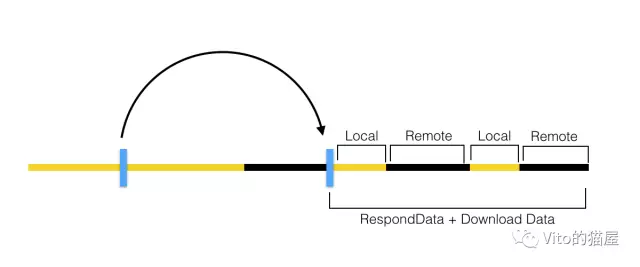 Local Remote Local Remote
RespondData + Download Data
Vito的猫屋